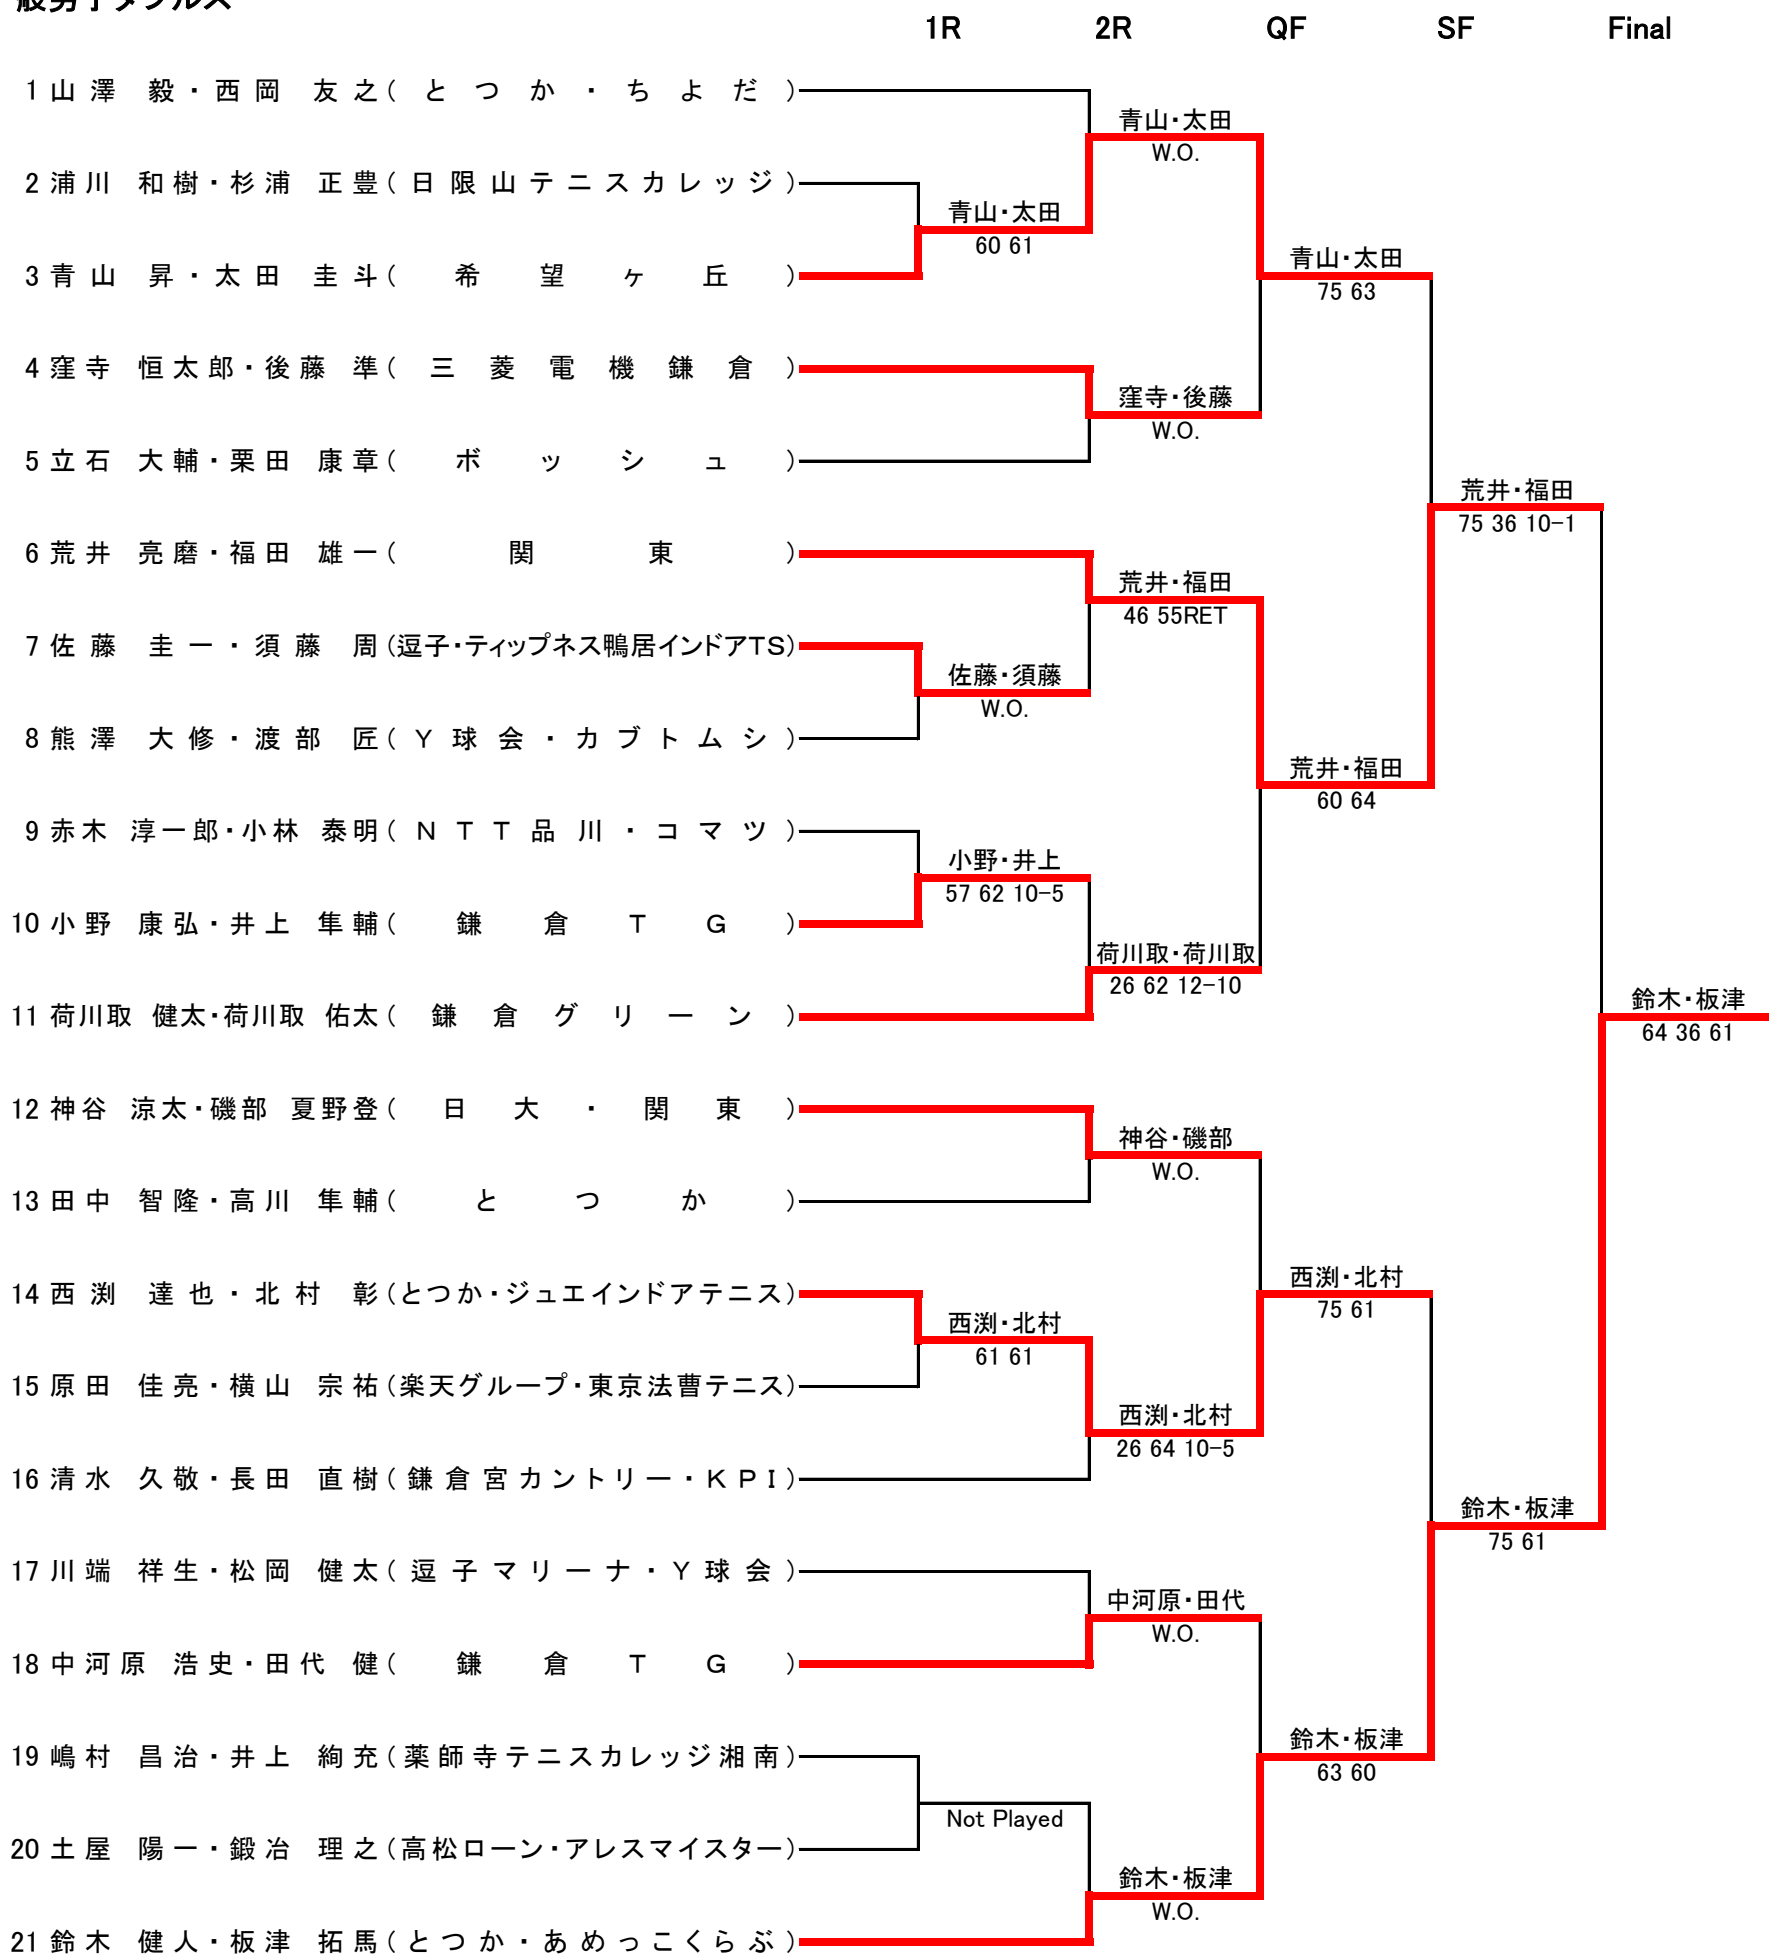 般男子ダブルス
1R 2R QF SF Final
1 山澤 毅・西岡 友之(とつか・ちよだ)
青山・太田
W.O.
2 浦川 和樹・杉浦 正豊(日限山テニスカレッジ)
青山・太田
60 61
3 青山 昇・太田 圭斗(希望ヶ丘)
青山・太田
75 63
4 窪寺 恒太郎・後藤 準(三菱電機鎌倉)
窪寺・後藤
W.O.
5 立石 大輔・栗田 康章(ボッシュ)
荒井・福田
75 36 10-1
6 荒井 亮磨・福田 雄一(関東)
荒井・福田
46 55RET
7 佐藤 圭一・須藤 周(逗子・ティップネス鴨居インドアTS)
佐藤・須藤
W.O.
8 熊澤 大修・渡部 匠(Y球会・カブトムシ)
荒井・福田
60 64
9 赤木 淳一郎・小林 泰明(NTT品川・コマツ)
小野・井上
57 62 10-5
10 小野 康弘・井上 隼輔(鎌倉TG)
荷川取・荷川取
26 62 12-10
11 荷川取 健太・荷川取 佑太(鎌倉グリーン)
鈴木・板津
64 36 61
12 神谷 涼太・磯部 夏野登(日大・関東)
神谷・磯部
W.O.
13 田中 智隆・高川 隼輔(とつか)
西渕・北村
75 61
14 西渕 達也・北村 彰(とつか・ジュエインドアテニス)
西渕・北村
61 61
15 原田 佳亮・横山 宗祐(楽天グループ・東京法曹テニス)
西渕・北村
26 64 10-5
16 清水 久敬・長田 直樹(鎌倉宮カントリー・KPI)
鈴木・板津
75 61
17 川端 祥生・松岡 健太(逗子マリーナ・Y球会)
中河原・田代
W.O.
18 中河原 浩史・田代 健(鎌倉TG)
鈴木・板津
63 60
19 嶋村 昌治・井上 絢充(薬師寺テニスカレッジ湘南)
Not Played
20 土屋 陽一・鍛冶 理之(高松ローン・アレスマイスター)
鈴木・板津
W.O.
21 鈴木 健人・板津 拓馬(とつか・あめっこくらぶ)